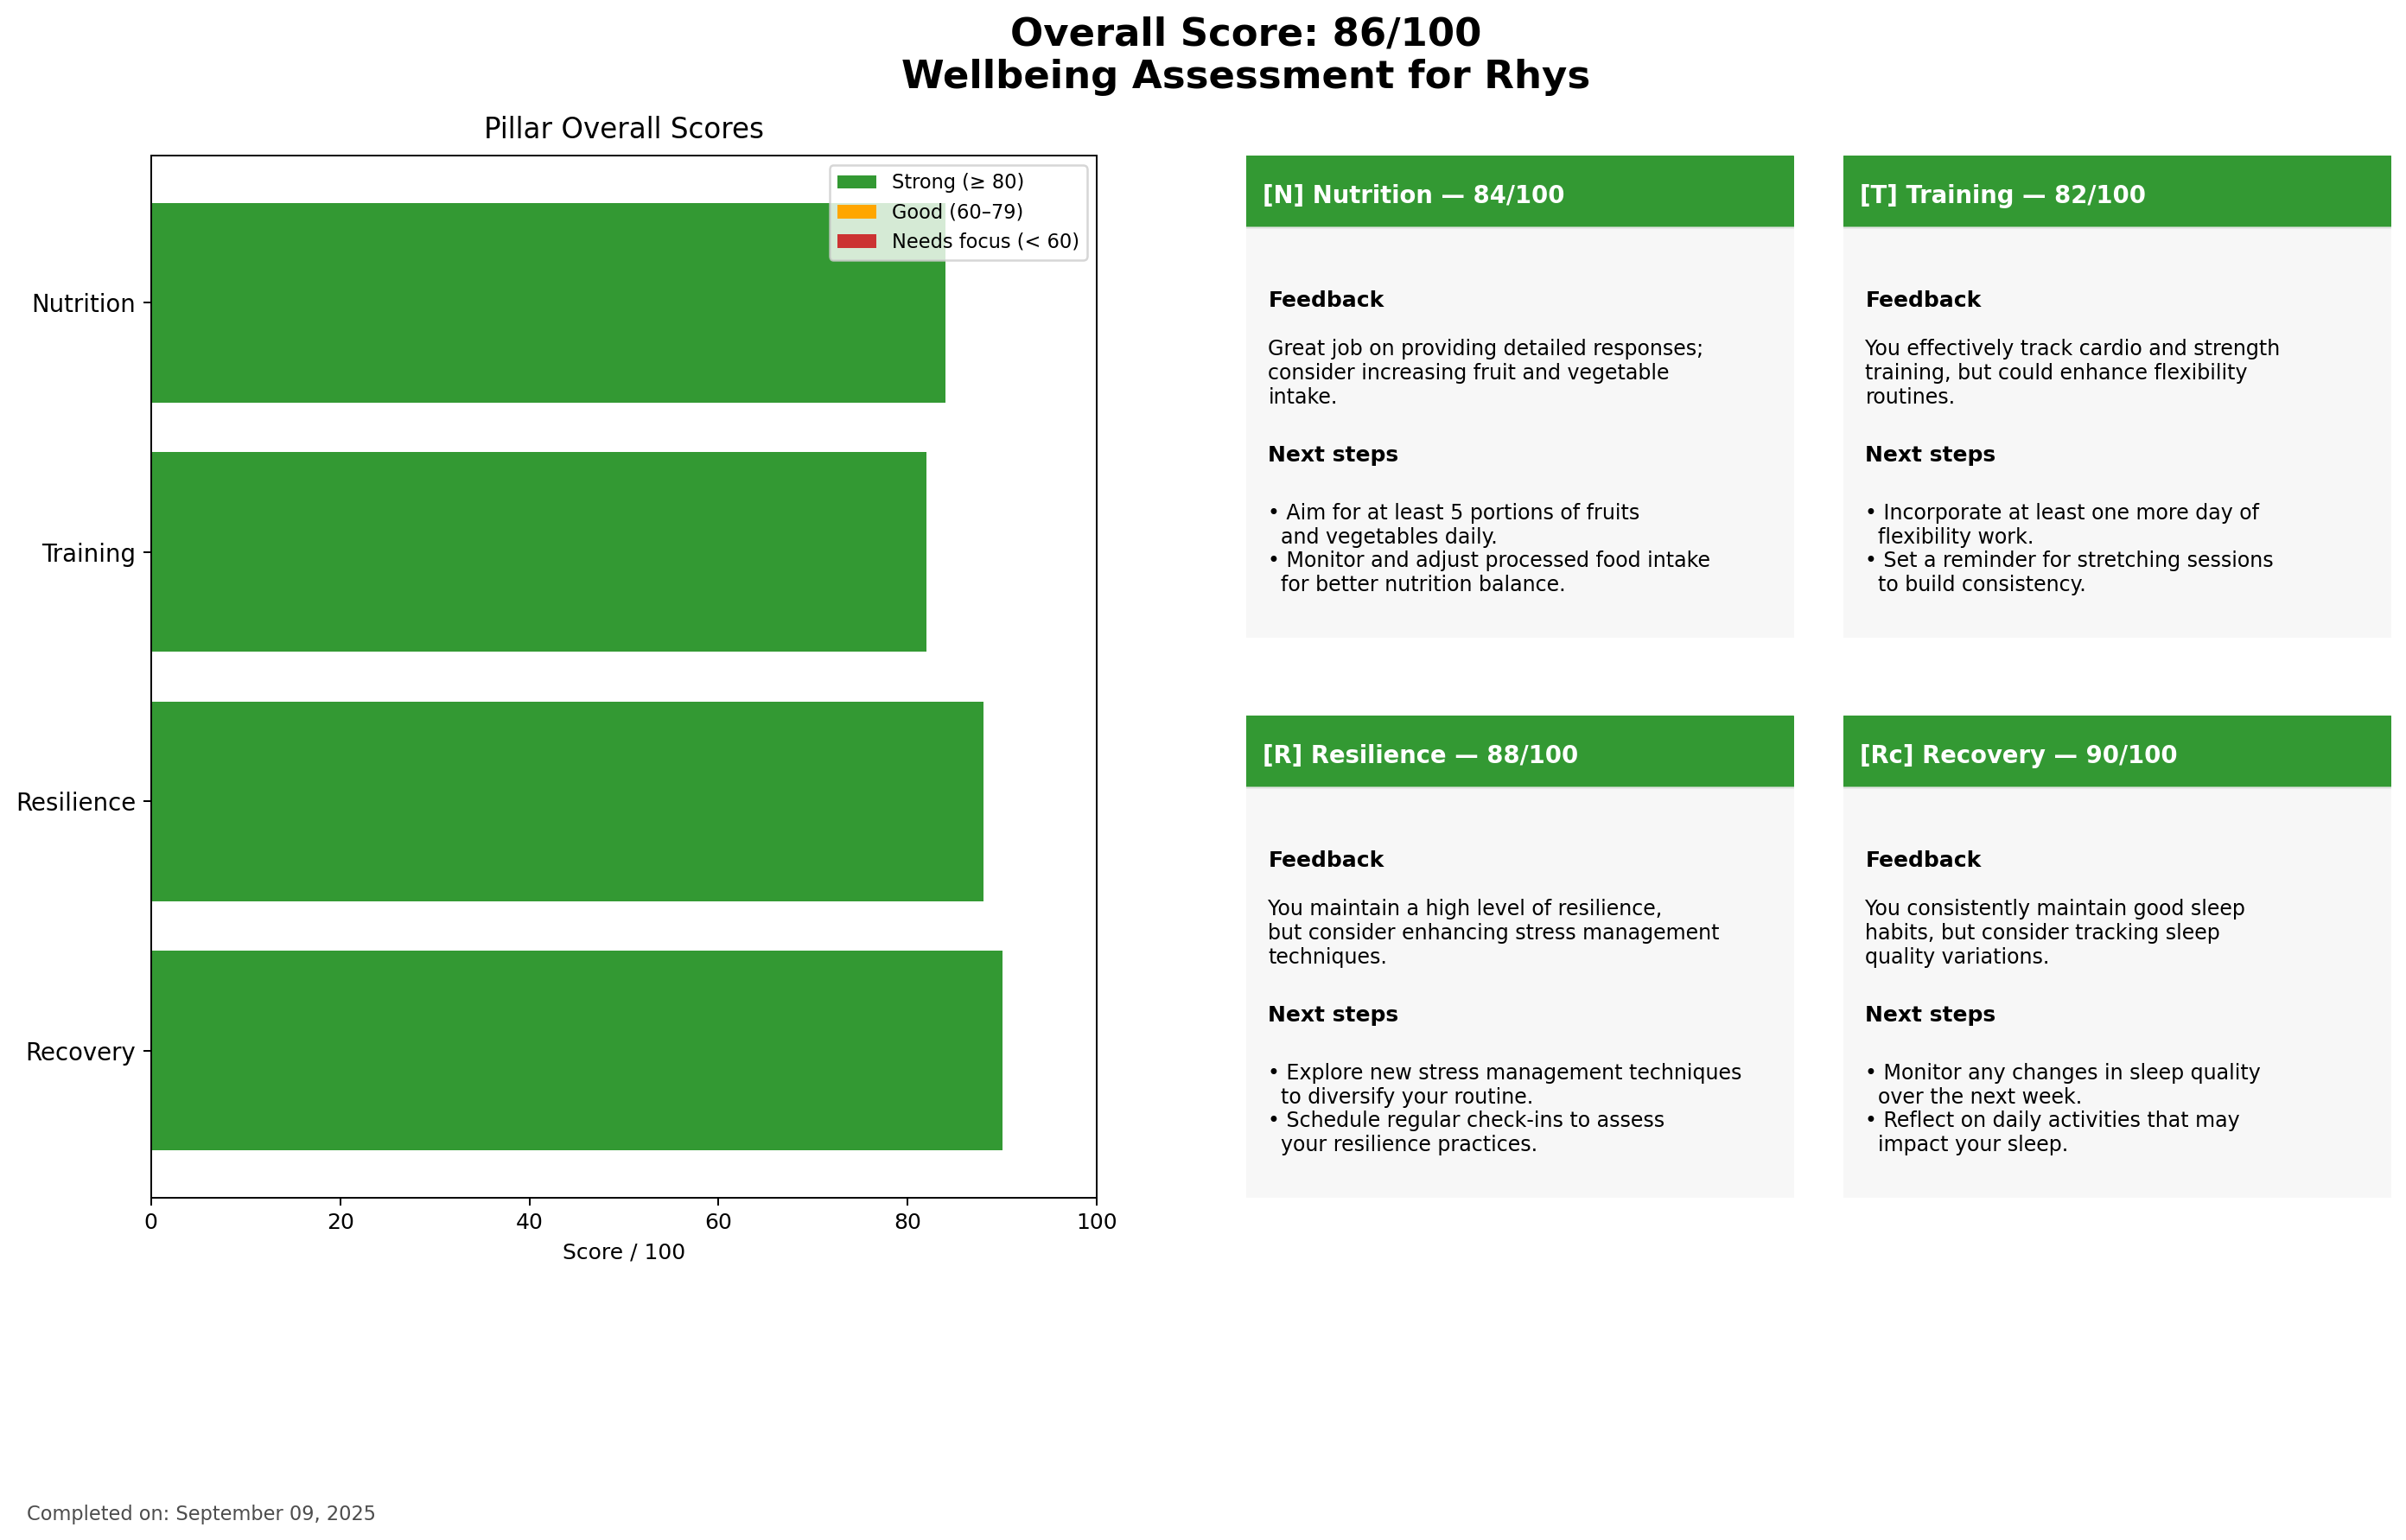 Overall Score: 86/100
Wellbeing Assessment for Rhys
Pillar Overall Scores
Strong (≥ 80)
Good (60–79)
Needs focus (< 60)
Nutrition
Training
Resilience
Recovery
0 20 40 60 80 100
Score / 100
[N] Nutrition — 84/100
Feedback
Great job on providing detailed responses;
consider increasing fruit and vegetable
intake.
Next steps
• Aim for at least 5 portions of fruits
and vegetables daily.
• Monitor and adjust processed food intake
for better nutrition balance.
[T] Training — 82/100
Feedback
You effectively track cardio and strength
training, but could enhance flexibility
routines.
Next steps
• Incorporate at least one more day of
flexibility work.
• Set a reminder for stretching sessions
to build consistency.
[R] Resilience — 88/100
Feedback
You maintain a high level of resilience,
but consider enhancing stress management
techniques.
Next steps
• Explore new stress management techniques
to diversify your routine.
• Schedule regular check-ins to assess
your resilience practices.
[Rc] Recovery — 90/100
Feedback
You consistently maintain good sleep
habits, but consider tracking sleep
quality variations.
Next steps
• Monitor any changes in sleep quality
over the next week.
• Reflect on daily activities that may
impact your sleep.
Completed on: September 09, 2025